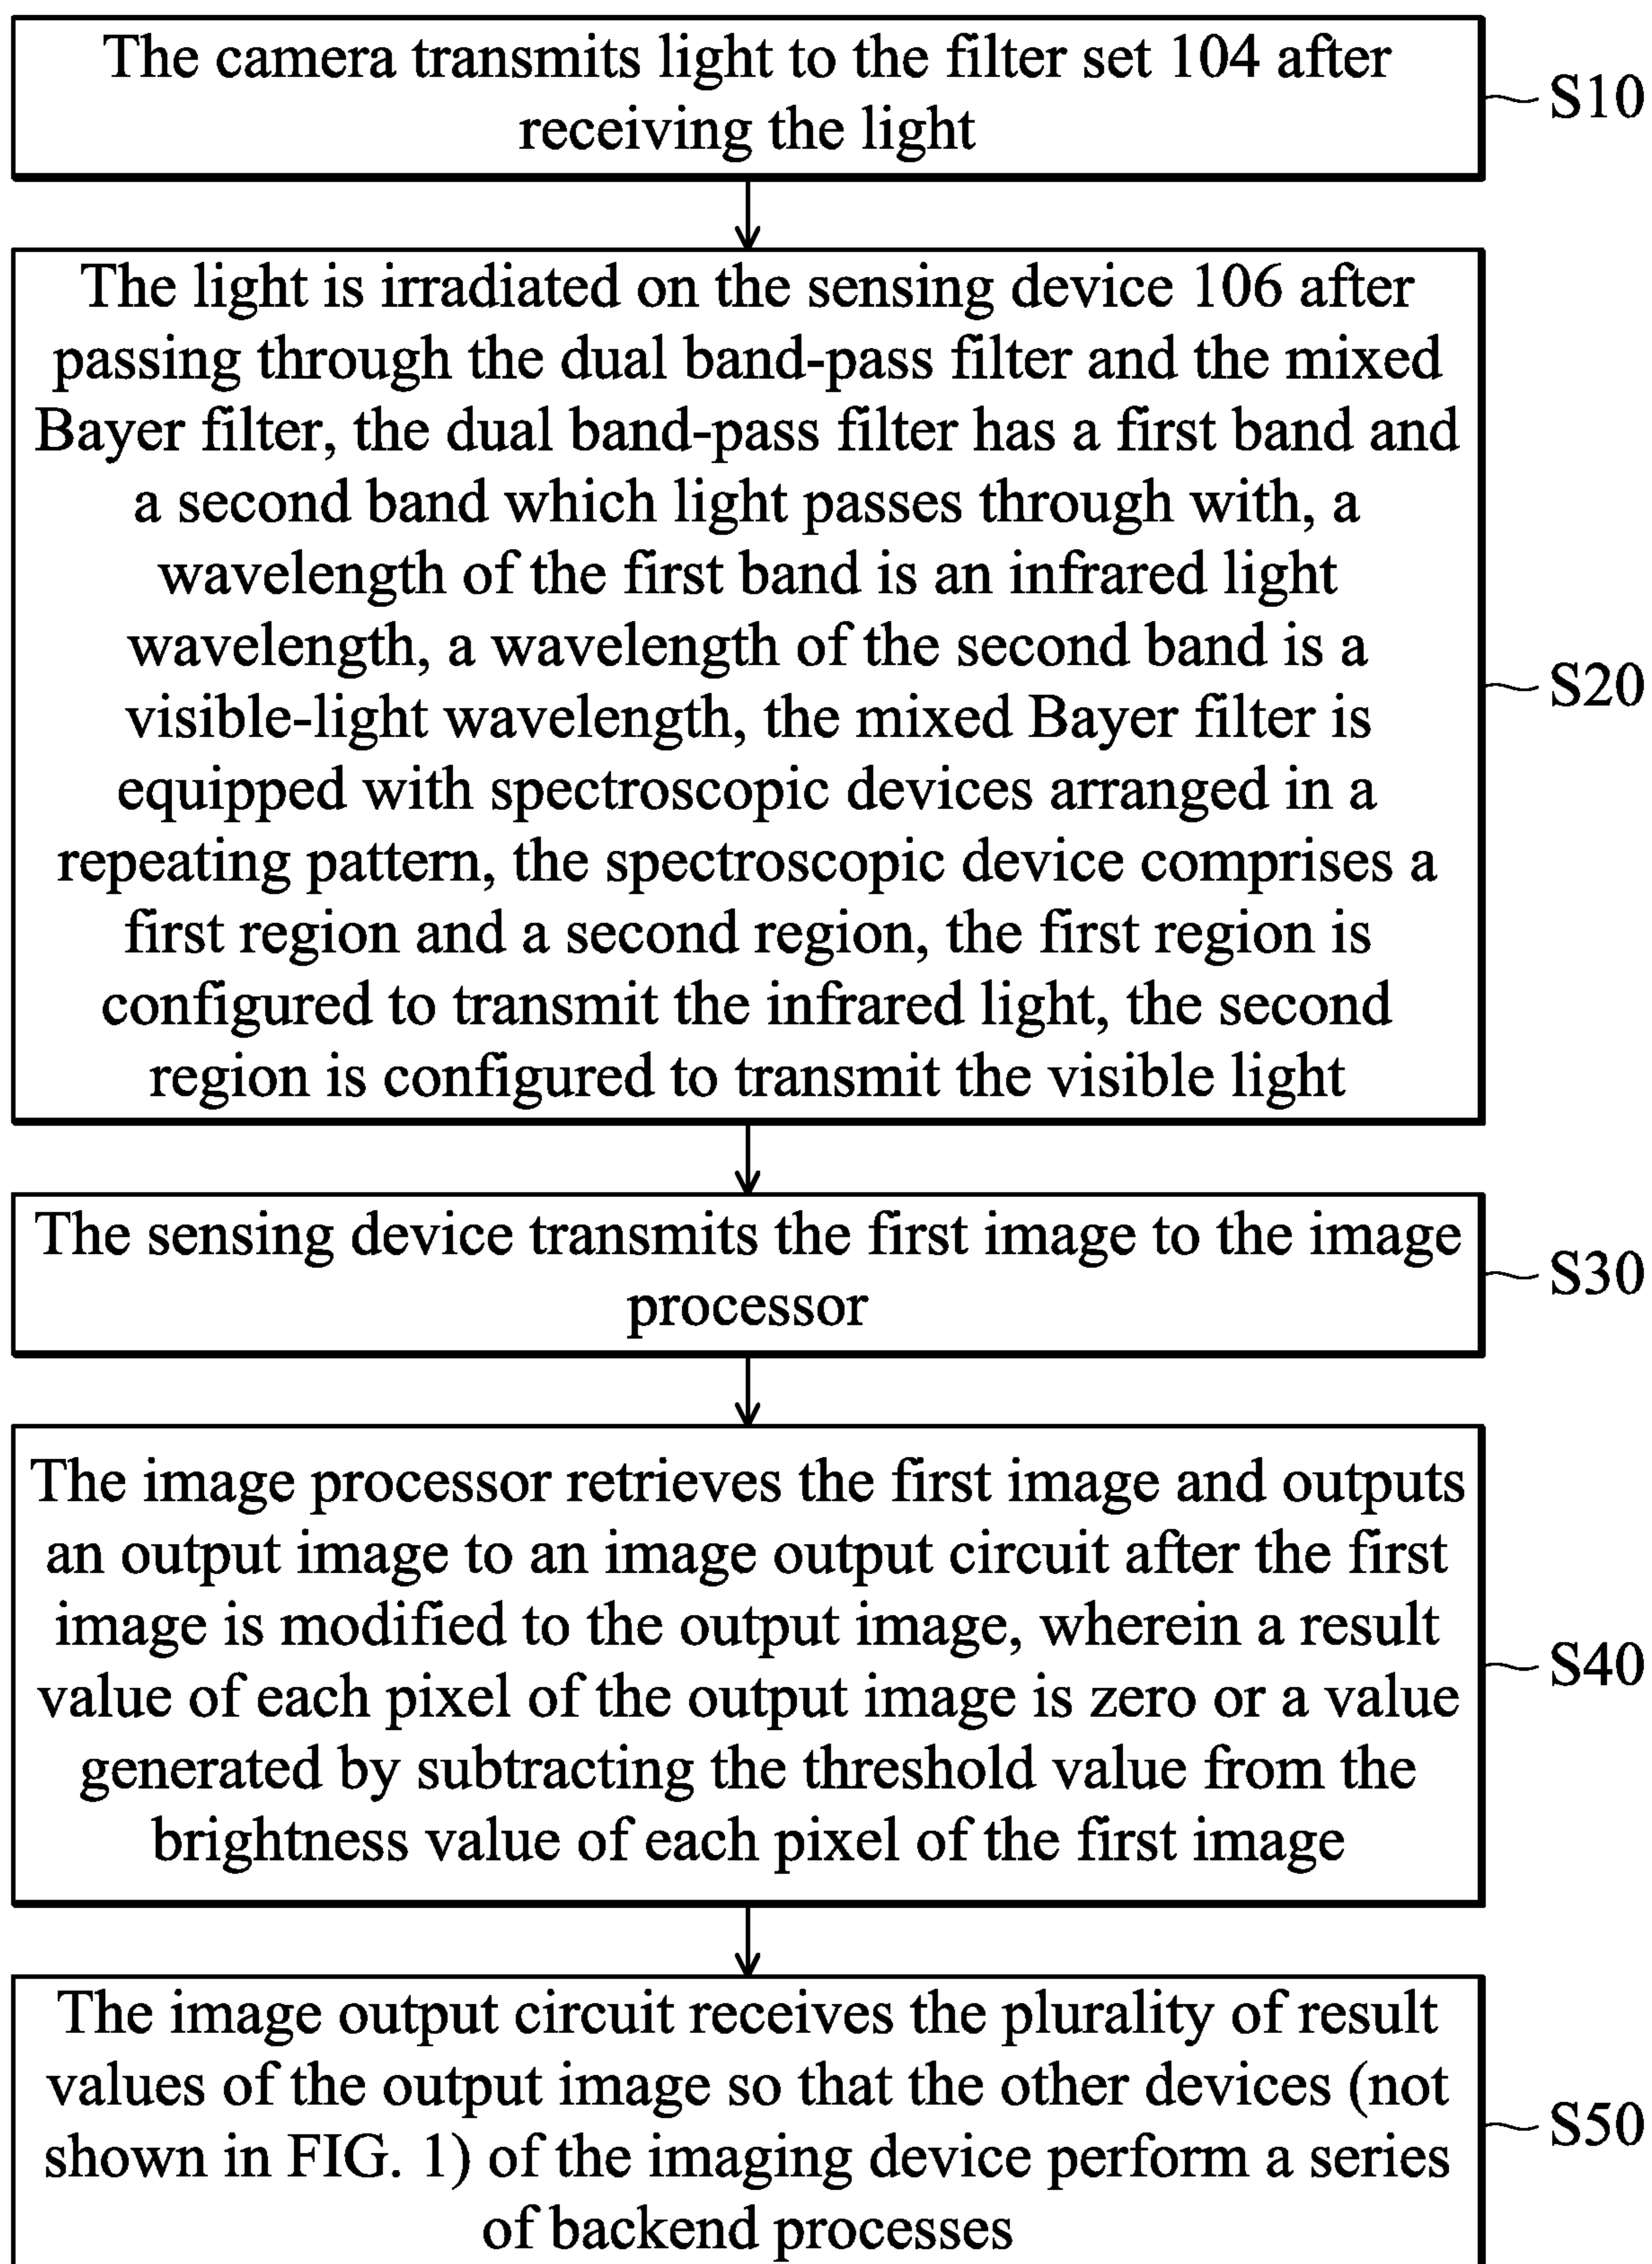 The camera transmits light to the filter set 104 after
receiving the light
S10
The light is irradiated on the sensing device 106 after
passing through the dual band-pass filter and the mixed
Bayer filter, the dual band-pass filter has a first band and
a second band which light passes through with, a
wavelength of the first band is an infrared light
wavelength, a wavelength of the second band is a
visible-light wavelength, the mixed Bayer filter is
equipped with spectroscopic devices arranged in a
repeating pattern, the spectroscopic device comprises a
first region and a second region, the first region is
configured to transmit the infrared light, the second
region is configured to transmit the visible light
S20
The sensing device transmits the first image to the image
processor
S30
The image processor retrieves the first image and outputs
an output image to an image output circuit after the first
image is modified to the output image, wherein a result
value of each pixel of the output image is zero or a value
generated by subtracting the threshold value from the
brightness value of each pixel of the first image
S40
The image output circuit receives the plurality of result
values of the output image so that the other devices (not
shown in FIG. 1) of the imaging device perform a series
of backend processes
S50